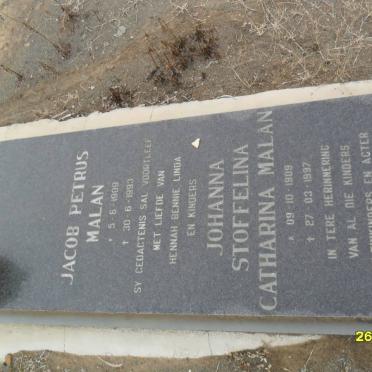 JACOB PETRUS
MALAN
* 5-6-1909
† 30-6-1993
SY GEDAGTENIS SAL VOORTLEEF
MET LIEFDE VAN
HENNAH, BENNIE, LINDA
EN KINDERS
JOHANNA
STOFFELINA
CATHARINA MALAN
* 09-10-1909
† 27-03-1997
IN TERE HERINNERING
VAN AL DIE KINDERS,
EN AGTER
26